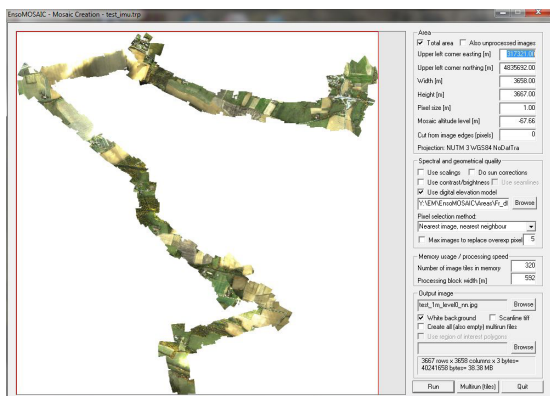 EnsoMOSAIC - Mosaic Creation - test_imu.trp
Area
Total area Also unprocessed images
Upper left corner easting [m]
Upper left corner northing [m] 4835692.00
Width [m] 3658.00
Height [m] 3667.00
Pixel size [m] 1.00
Mosaic altitude level [m] -67.66
Cut from image edges [pixels] 0
Projection: NUTM 3 WGS84 NoDatTra
Spectral and geometrical quality
Use scalings Do sun corrections
Use contrast/brightness Use seamlines
Use digital elevation model
Y:\EM\EnsoMOSAIC\Areas\Fr_df Browse
Pixel selection method:
Nearest image, nearest neighbour
Max images to replace overexp pixel 5
Memory usage / processing speed
Number of image tiles in memory 320
Processing block width [m] 592
Output image
test_1m_level0_nn.jpg Browse
White background Scanline tiff
Create all (also empty) multirun files
Use region of interest polygons
Browse
3667 rows x 3658 columns x 3 bytes=
40241658 bytes= 38.38 MB
Run Multirun (tiles) Quit